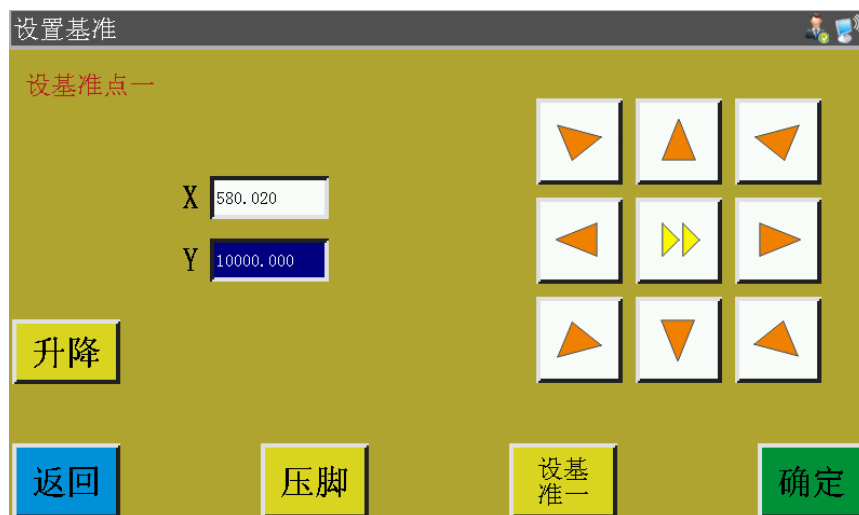 设置基准
设基准点一
X 580.020
Y 10000.000
升降
返回
压脚
设基
准一
确定